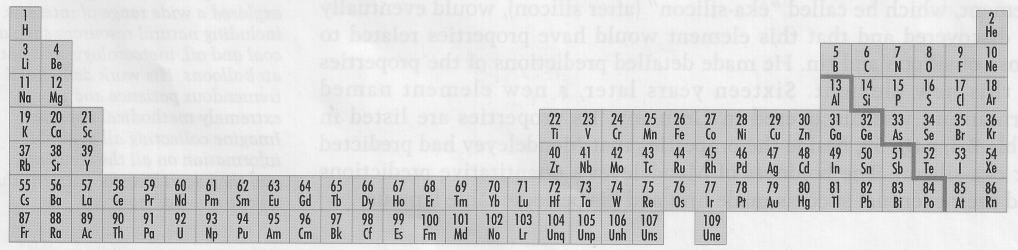 1 2
H He
3 4 5 6 7 8 9 10
Li Be B C N O F Ne
11 12 13 14 15 16 17 18
Na Mg Al Si P S Cl Ar
19 20 21 22 23 24 25 26 27 28 29 30 31 32 33 34 35 36
K Ca Sc Ti V Cr Mn Fe Co Ni Cu Zn Ga Ge As Se Br Kr
37 38 39 40 41 42 43 44 45 46 47 48 49 50 51 52 53 54
Rb Sr Y Zr Nb Mo Tc Ru Rh Pd Ag Cd In Sn Sb Te I Xe
55 56 57 58 59 60 61 62 63 64 65 66 67 68 69 70 71 72 73 74 75 76 77 78 79 80 81 82 83 84 85 86
Cs Ba La Ce Pr Nd Pm Sm Eu Gd Tb Dy Ho Er Tm Yb Lu Hf Ta W Re Os Ir Pt Au Hg Tl Pb Bi Po At Rn
87 88 89 90 91 92 93 94 95 96 97 98 99 100 101 102 103 104 105 106 107 109
Fr Ra Ac Th Pa U Np Pu Am Cm Bk Cf Es Fm Md No Lr Unq Unp Unh Uns Une